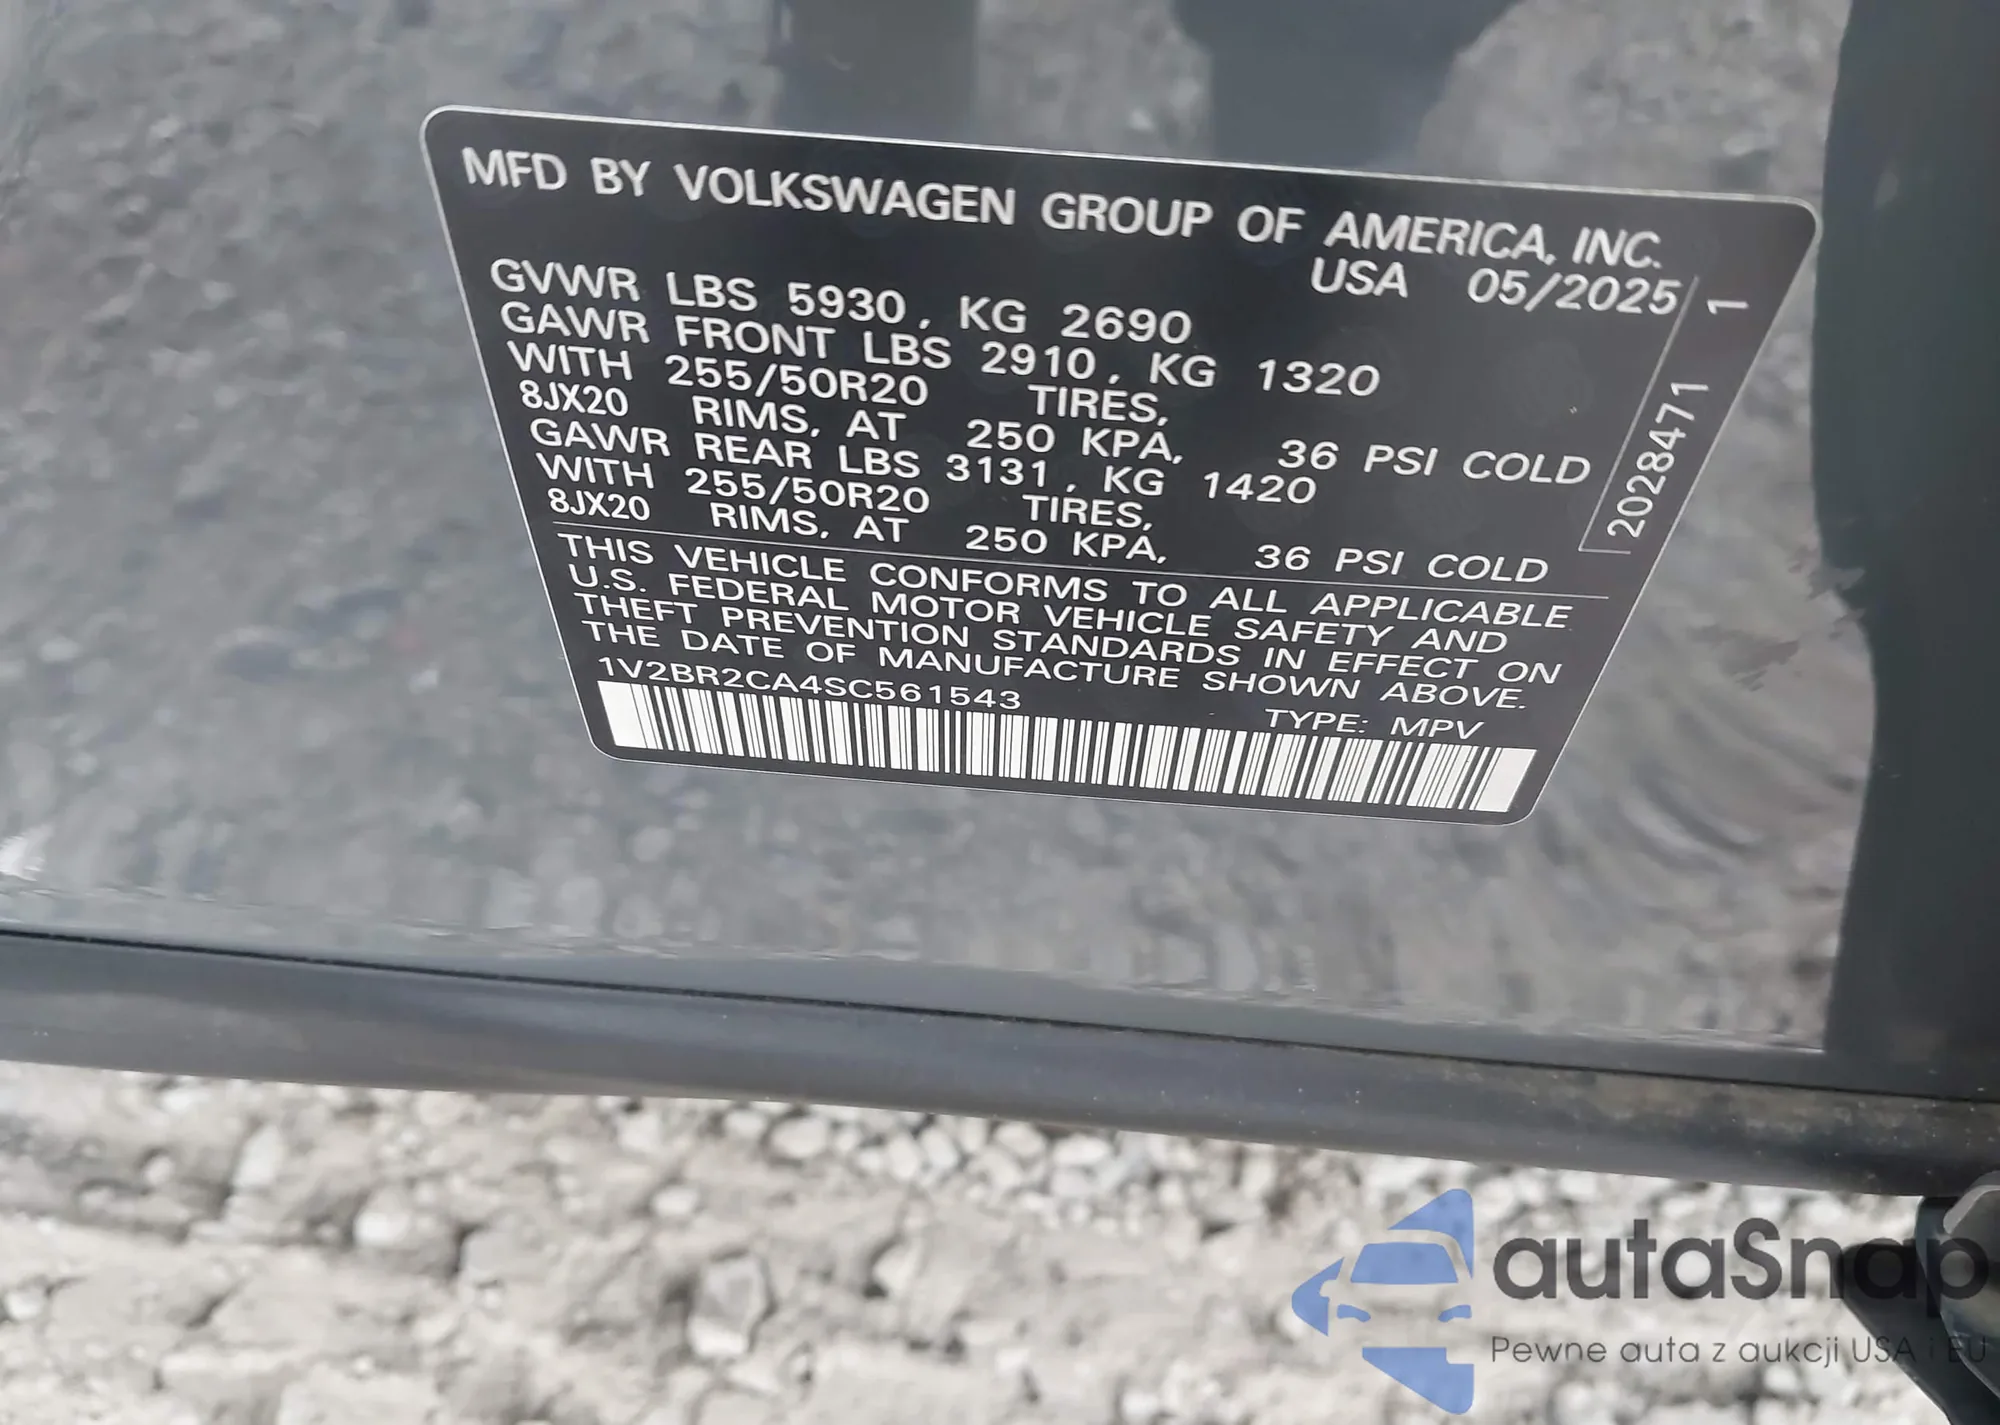 MFD BY VOLKSWAGEN GROUP OF AMERICA, INC.
USA 05/2025
GVWR LBS 5930, KG 2690
GAWR FRONT LBS 2910, KG 1320
WITH 255/50R20 TIRES,
8JX20 RIMS, AT 250 KPA, 36 PSI COLD
GAWR REAR LBS 3131, KG 1420
WITH 255/50R20 TIRES,
8JX20 RIMS, AT 250 KPA, 36 PSI COLD
2028471 1
THIS VEHICLE CONFORMS TO ALL APPLICABLE
U.S. FEDERAL MOTOR VEHICLE SAFETY AND
THEFT PREVENTION STANDARDS IN EFFECT ON
THE DATE OF MANUFACTURE SHOWN ABOVE.
1V2BR2CA4SC561543 TYPE: MPV
autaSnap
Pewne auta z aukcji USA i EU